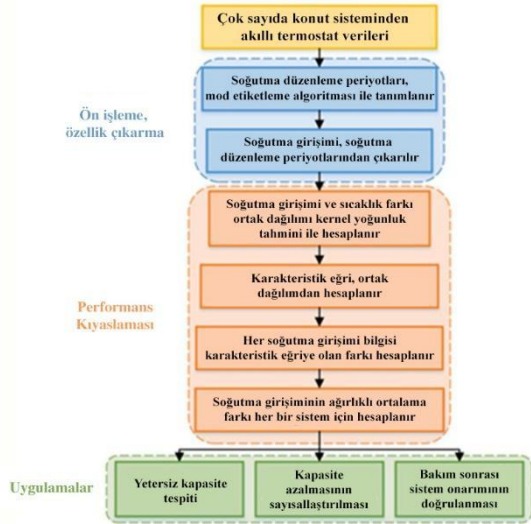 Çok sayıda konut sisteminden
akıllı termostat verileri
Ön işleme,
özellik çıkarma
Soğutma düzenleme periyotları,
mod etiketleme algoritması ile tanımlanır
Soğutma girişimi, soğutma
düzenleme periyotlarından çıkarılır
Performans
Kıyaslaması
Soğutma girişimi ve sıcaklık farkı
ortak dağılımı kernel yoğunluk
tahmini ile hesaplanır
Karakteristik eğri, ortak
dağılımdan hesaplanır
Her soğutma girişimi bilgisi
karakteristik eğriye olan farkı hesaplanır
Soğutma girişiminin ağırlıklı ortalama
farkı her bir sistem için hesaplanır
Uygulamalar
Yetersiz kapasite
tespiti
Kapasite
azalmasının
sayısallaştırılması
Bakım sonrası
sistem onarımının
doğrulanması